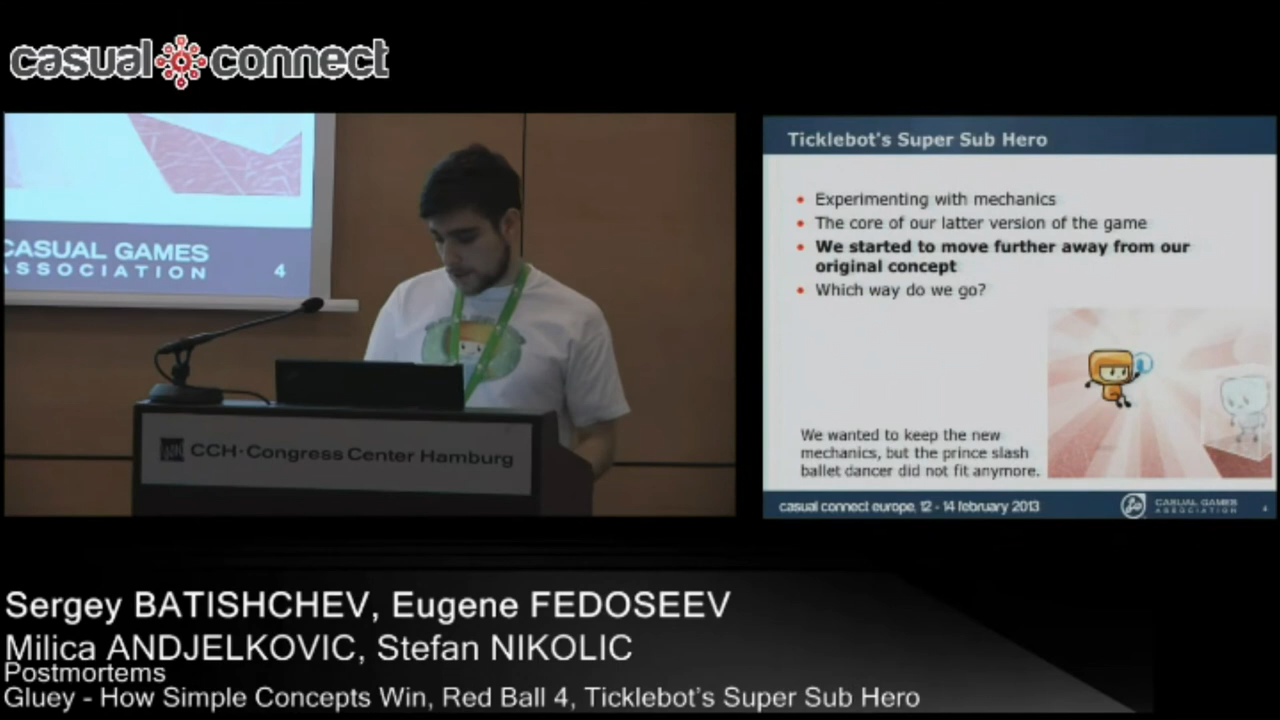 casual connect
CASUAL GAMES
ASSOCIATION
4
CCH·Congress Center Hamburg
Ticklebot's Super Sub Hero
• Experimenting with mechanics
• The core of our latter version of the game
• We started to move further away from our
original concept
• Which way do we go?
We wanted to keep the new
mechanics, but the prince slash
ballet dancer did not fit anymore.
casual connect europe, 12 - 14 february 2013
CASUAL GAMES
ASSOCIATION
4
Sergey BATISHCHEV, Eugene FEDOSEEV
Milica ANDJELKOVIC, Stefan NIKOLIC
Postmortems
Gluey - How Simple Concepts Win, Red Ball 4, Ticklebot's Super Sub Hero